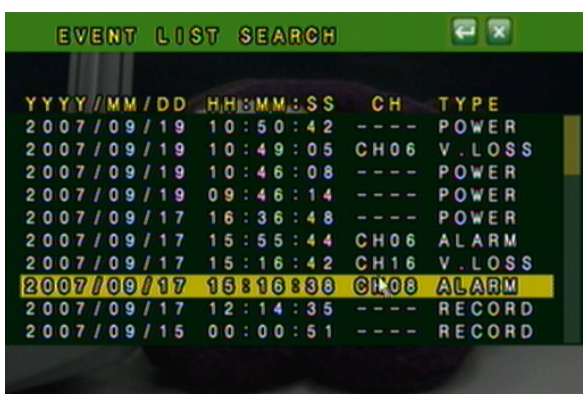 EVENT LIST SEARCH
YYYY/MM/DD HH:MM:SS CH TYPE
2007/09/19 10:50:42 ---- POWER
2007/09/19 10:49:05 CH06 V.LOSS
2007/09/19 10:46:08 ---- POWER
2007/09/19 09:46:14 ---- POWER
2007/09/17 16:36:48 ---- POWER
2007/09/17 15:55:44 CH06 ALARM
2007/09/17 15:16:42 CH16 V.LOSS
2007/09/17 15:16:38 CH08 ALARM
2007/09/17 12:14:35 ---- RECORD
2007/09/15 00:00:51 ---- RECORD